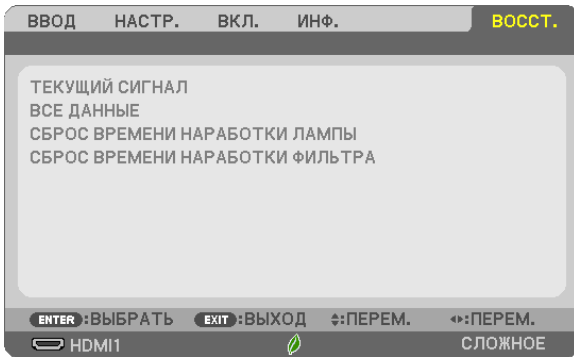 ВВОД НАСТР. ВКЛ. ИНФ. ВОССТ.
ТЕКУЩИЙ СИГНАЛ
ВСЕ ДАННЫЕ
СБРОС ВРЕМЕНИ НАРАБОТКИ ЛАМПЫ
СБРОС ВРЕМЕНИ НАРАБОТКИ ФИЛЬТРА
ENTER :ВЫБРАТЬ EXIT :ВЫХОД :ПЕРЕМ. :ПЕРЕМ.
HDMI1 СЛОЖНОЕ